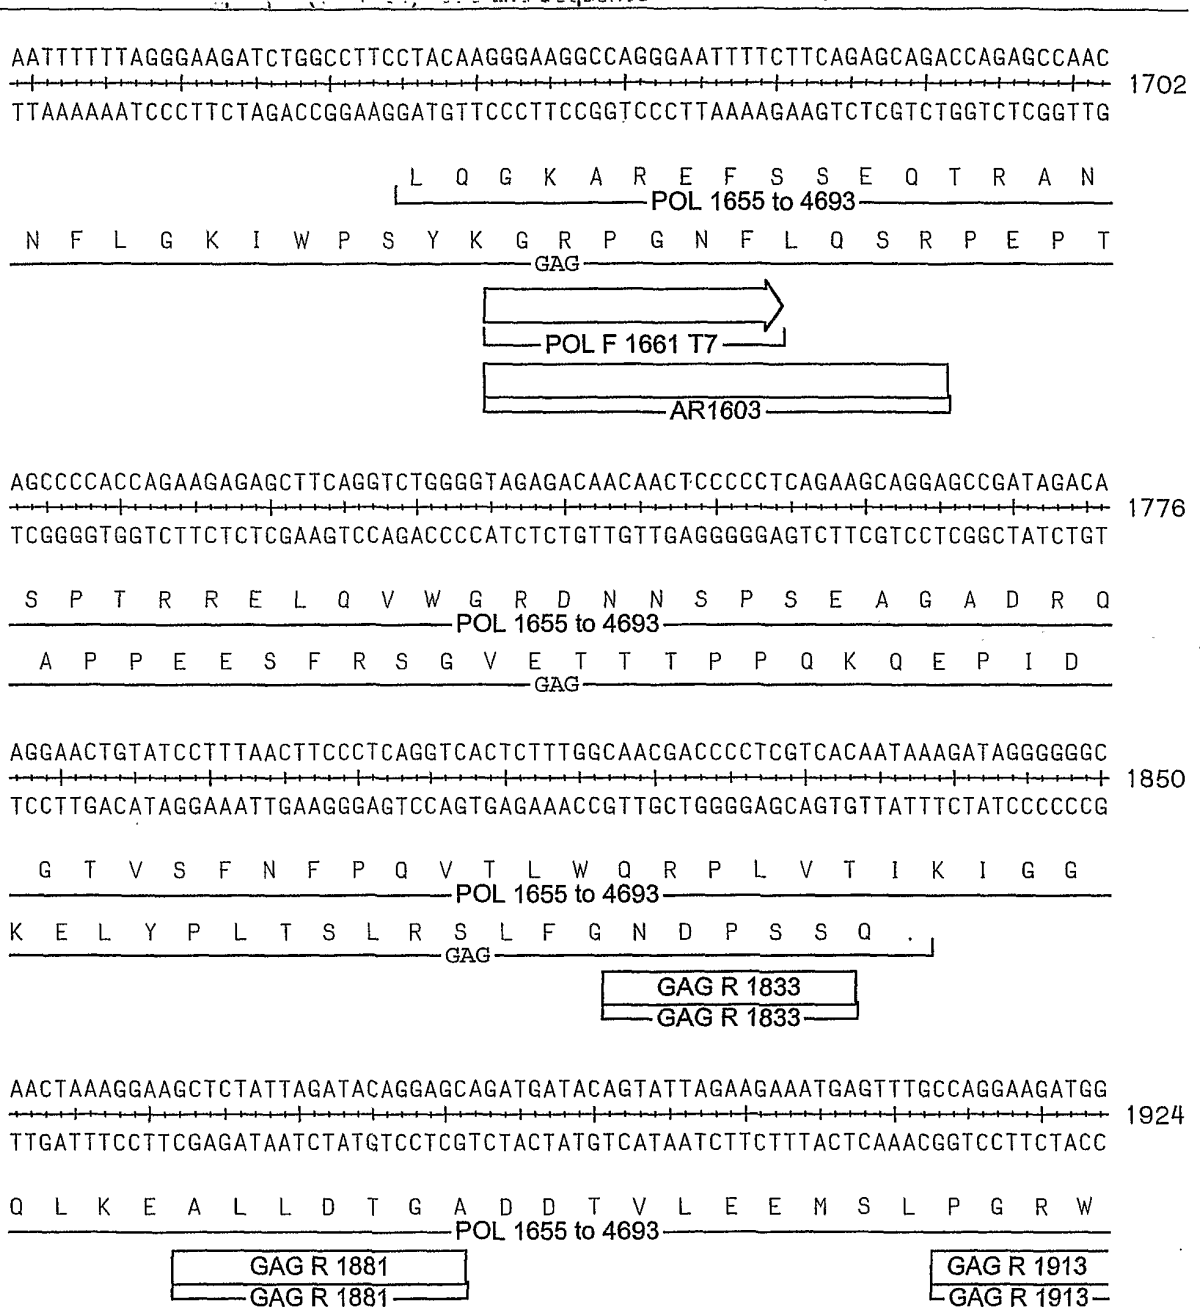 AATTTTTTAGGGAAGATCTGGCCTTCCTACAAGGGAAGGCCAGGGAATTTTCTTCAGAGCAGACCAGAGCCAAC
1702
TTAAAAAATCCCTTCTAGACCGGAAGGATGTTCCCTTCCGGTCCCTTAAAAGAAGTCTCGTCTGGTCTCGGTTG
L Q G K A R E F S S E Q T R A N
POL 1655 to 4693
N F L G K I W P S Y K G R P G N F L Q S R P E P T
GAG
POL F 1661 T7
AR1603
AGCCCCACCAGAAGAGAGCTTCAGGTCTGGGGTAGAGACAACAACTCCCCCTCAGAAGCAGGAGCCGATAGACA
1776
TCGGGGTGGTCTTCTCTCGAAGTCCAGACCCCATCTCTGTTGTTGAGGGGGAGTCTTCGTCCTCGGCTATCTGT
S P T R R E L Q V W G R D N N S P S E A G A D R Q
POL 1655 to 4693
A P P E E S F R S G V E T T T P P Q K Q E P I D
GAG
AGGAACTGTATCCTTTAACTTCCCTCAGGTCACTCTTTGGCAACGACCCCTCGTCACAATAAAGATAGGGGGGC
1850
TCCTTGACATAGGAAATTGAAGGGAGTCCAGTGAGAAACCGTTGCTGGGGAGCAGTGTTATTTCTATCCCCCCG
G T V S F N F P Q V T L W Q R P L V T I K I G G
POL 1655 to 4693
K E L Y P L T S L R S L F G N D P S S Q .
GAG
GAG R 1833
GAG R 1833
AACTAAAGGAAGCTCTATTAGATACAGGAGCAGATGATACAGTATTAGAAGAAATGAGTTTGCCAGGAAGATGG
1924
TTGATTTCCTTCGAGATAATCTATGTCCTCGTCTACTATGTCATAATCTTCTTTACTCAAACGGTCCTTCTACC
Q L K E A L L D T G A D D T V L E E M S L P G R W
POL 1655 to 4693
GAG R 1881
GAG R 1913
GAG R 1881
GAG R 1913